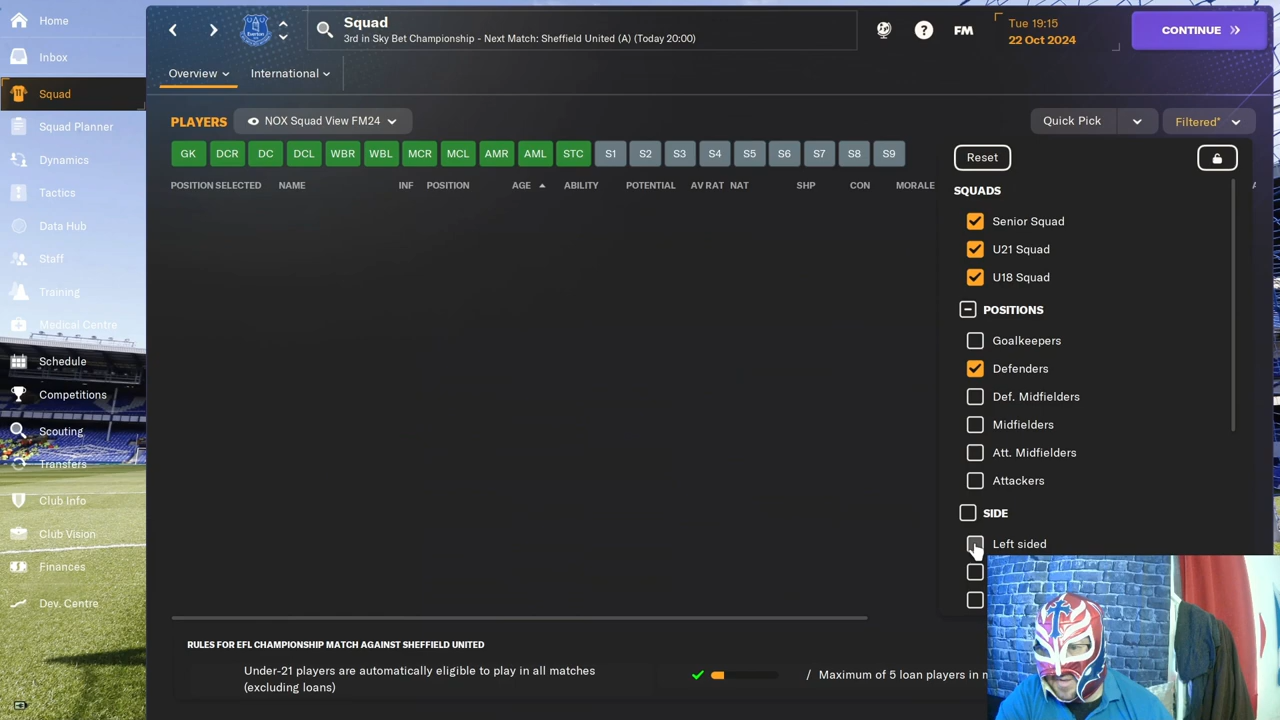 Home
Inbox
Squad
Squad Planner
Dynamics
Tactics
Data Hub
Staff
Training
Medical Centre
Schedule
Competitions
Scouting
Transfers
Club Info
Club Vision
Finances
Dev. Centre
Squad
3rd in Sky Bet Championship - Next Match: Sheffield United (A) (Today 20:00)
FM
Tue 19:15
22 Oct 2024
CONTINUE
Overview
International
PLAYERS
NOX Squad View FM24
Quick Pick
Filtered*
GK DCR DC DCL WBR WBL MCR MCL AMR AML STC S1 S2 S3 S4 S5 S6 S7 S8 S9
POSITION SELECTED NAME INF POSITION AGE ABILITY POTENTIAL AV RAT NAT SHP CON MORALE
Reset
SQUADS
Senior Squad
U21 Squad
U18 Squad
POSITIONS
Goalkeepers
Defenders
Def. Midfielders
Midfielders
Att. Midfielders
Attackers
SIDE
Left sided
RULES FOR EFL CHAMPIONSHIP MATCH AGAINST SHEFFIELD UNITED
Under-21 players are automatically eligible to play in all matches
(excluding loans)
/ Maximum of 5 loan players in